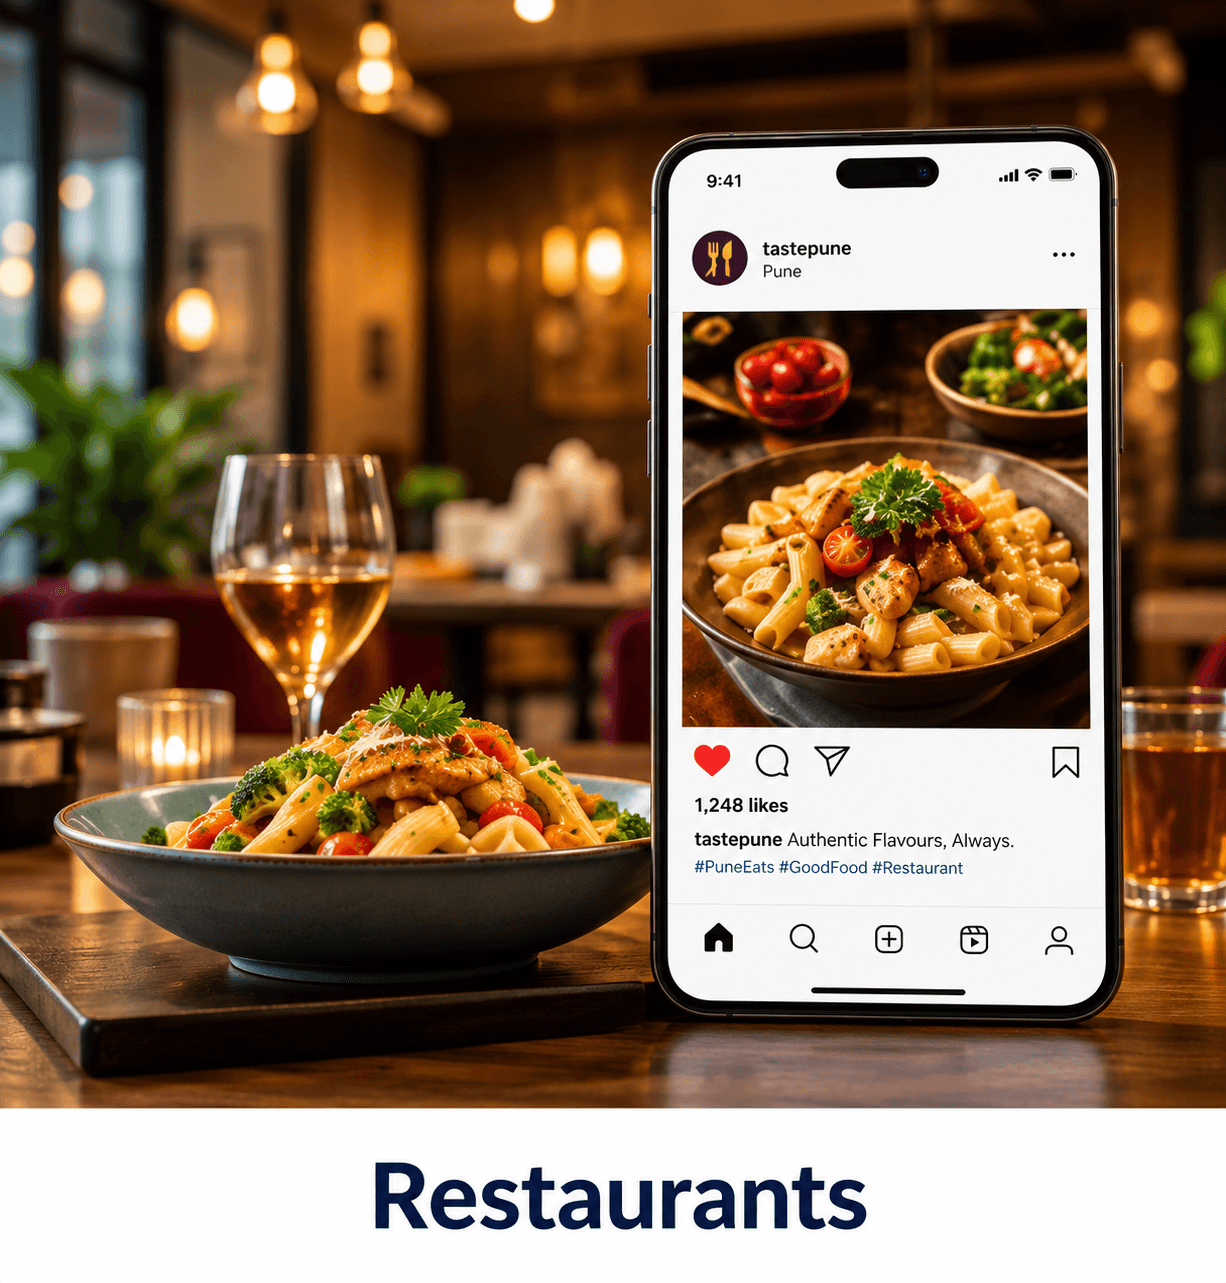 9:41
tastepune
Pune
1,248 likes
tastepune Authentic Flavours, Always.
#PuneEats #GoodFood #Restaurant
Restaurants